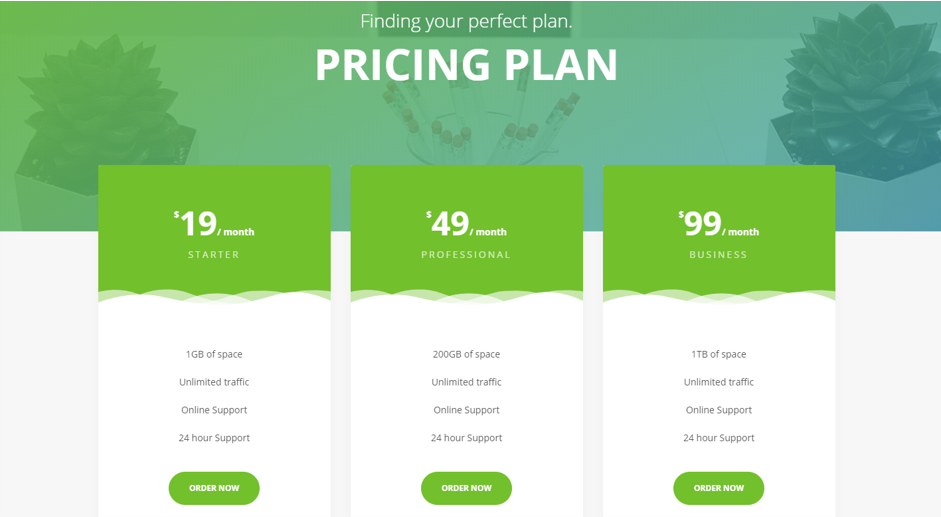 Finding your perfect plan.
PRICING PLAN
$19/ month
STARTER
1GB of space
Unlimited traffic
Online Support
24 hour Support
ORDER NOW
$49/ month
PROFESSIONAL
200GB of space
Unlimited traffic
Online Support
24 hour Support
ORDER NOW
$99/ month
BUSINESS
1TB of space
Unlimited traffic
Online Support
24 hour Support
ORDER NOW